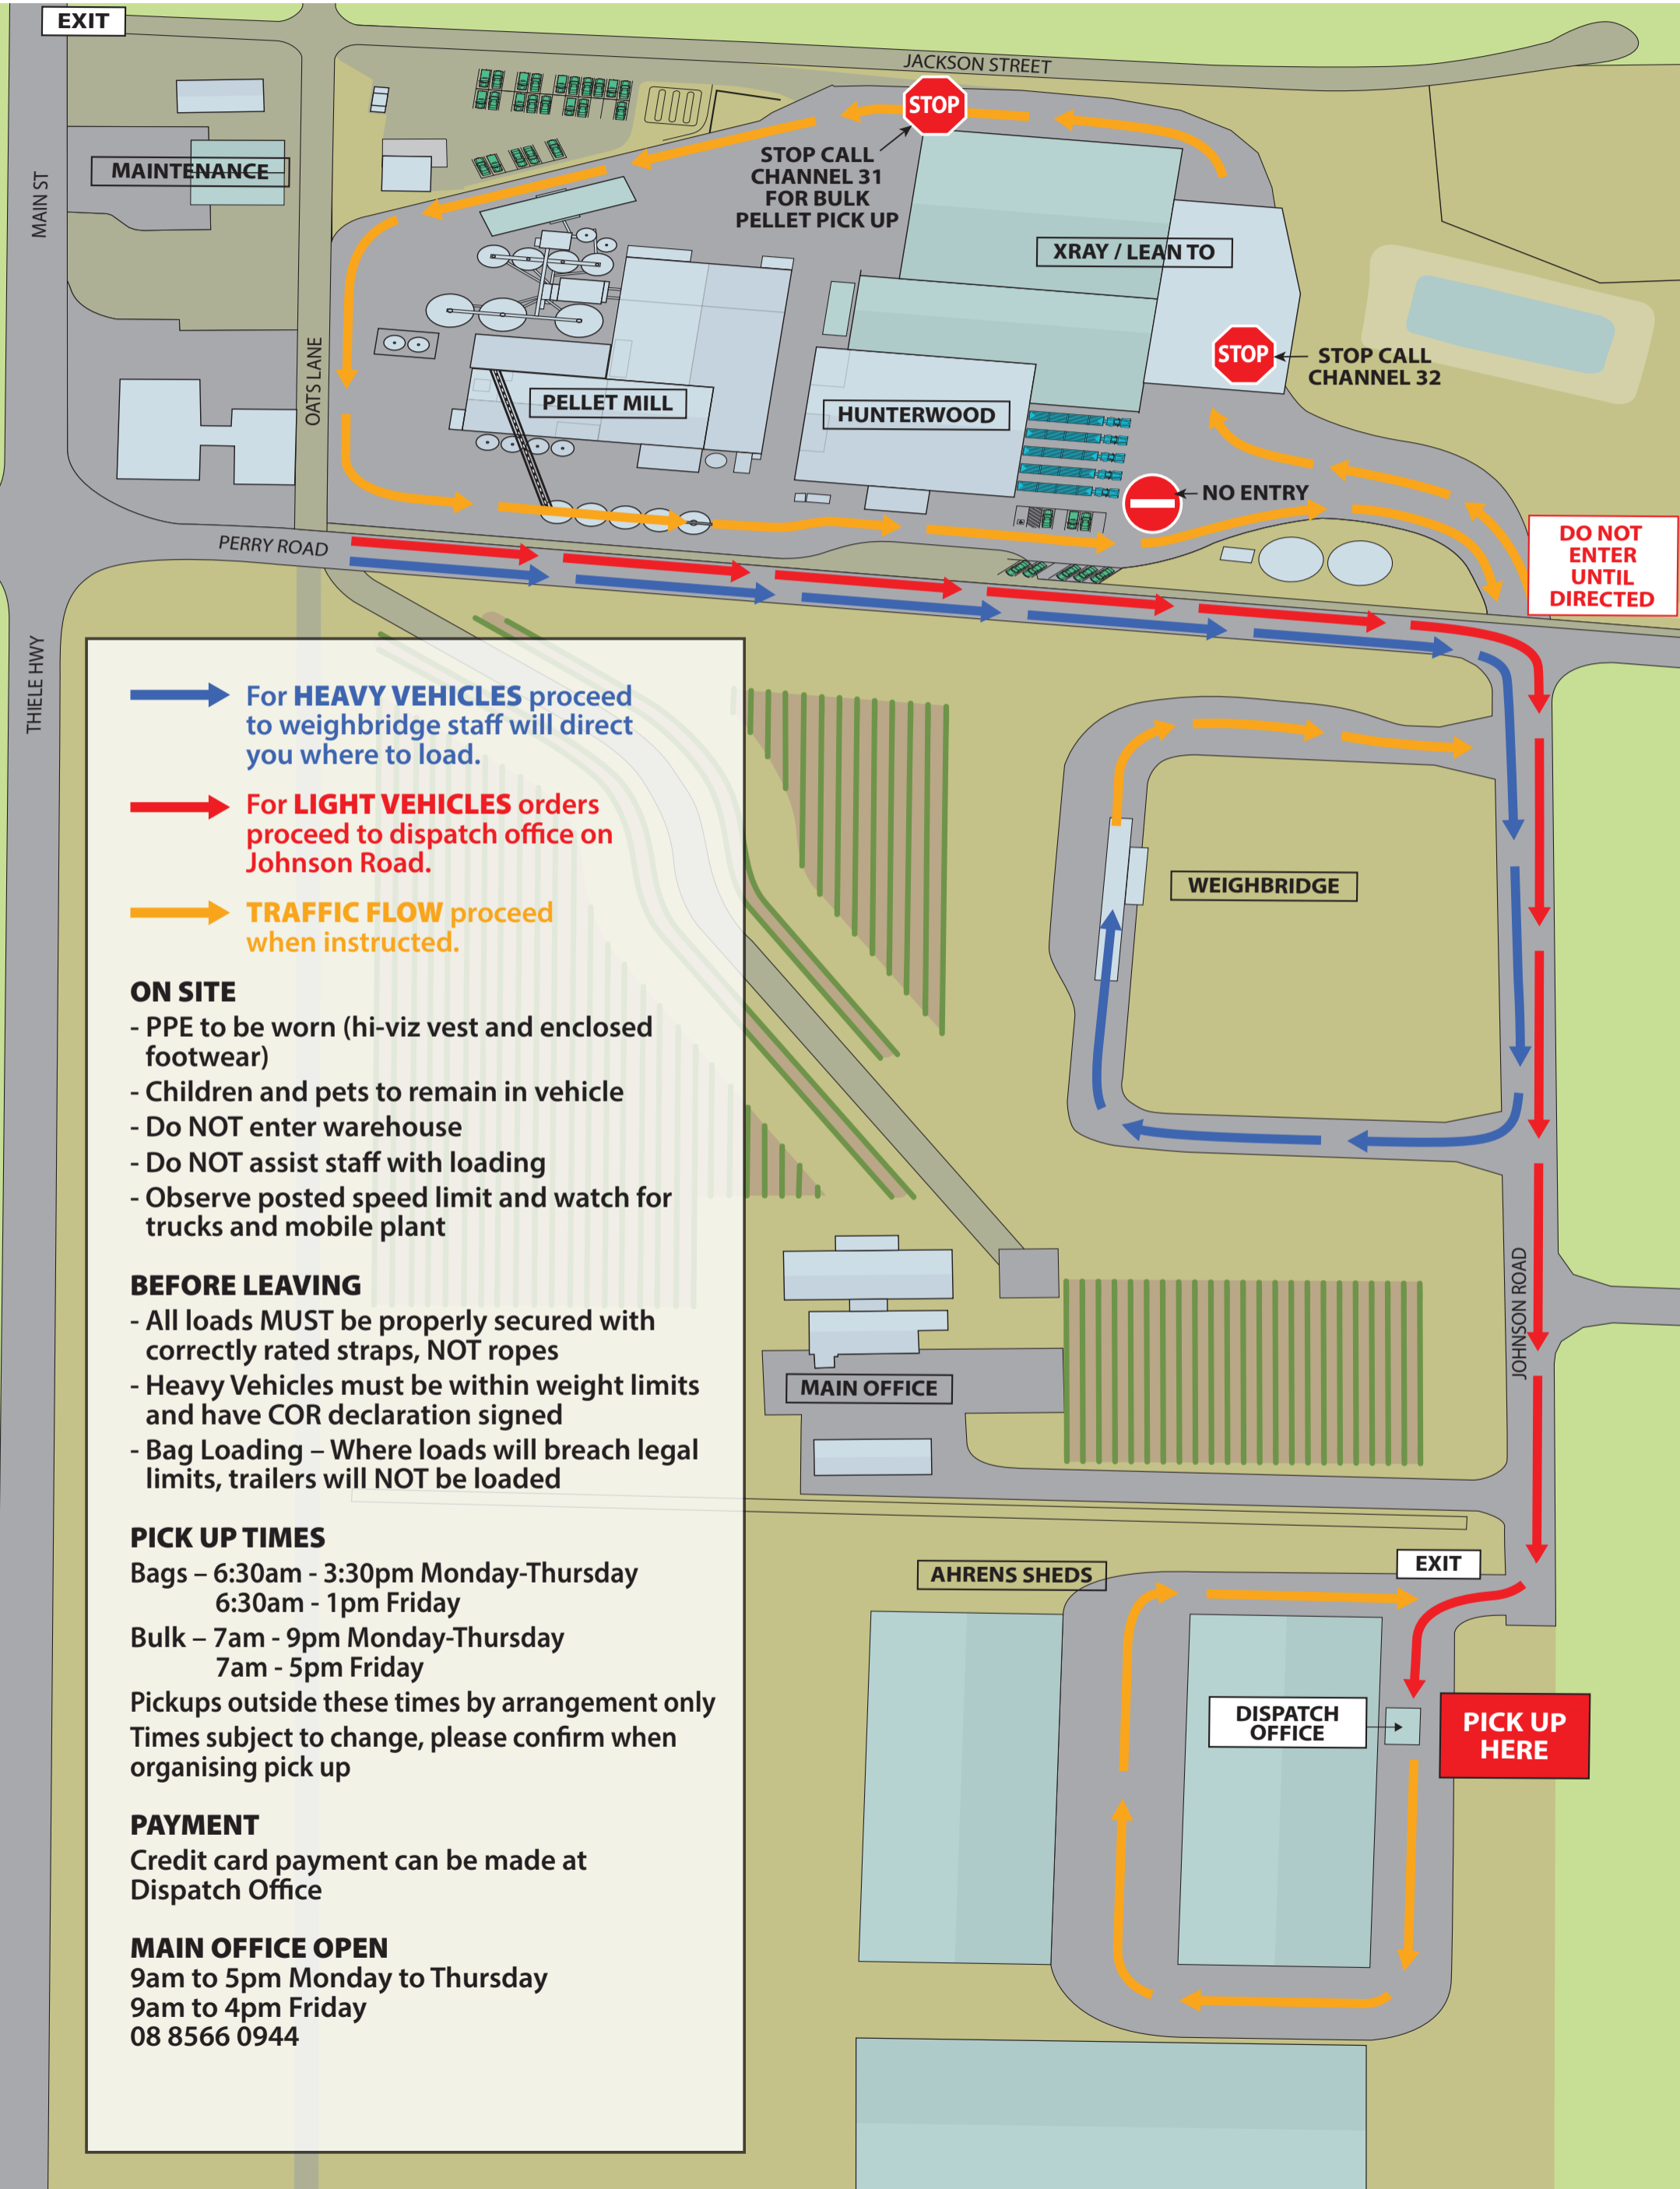 EXIT
JACKSON STREET
STOP
STOP CALL
CHANNEL 31
FOR BULK
PELLET PICK UP
MAINTENANCE
MAIN ST
XRAY / LEAN TO
STOP
STOP CALL
CHANNEL 32
OATS LANE
PELLET MILL
HUNTERWOOD
NO ENTRY
DO NOT
ENTER
UNTIL
DIRECTED
PERRY ROAD
THIELE HWY
For HEAVY VEHICLES proceed
to weighbridge staff will direct
you where to load.
For LIGHT VEHICLES orders
proceed to dispatch office on
Johnson Road.
TRAFFIC FLOW proceed
when instructed.
ON SITE
- PPE to be worn (hi-viz vest and enclosed
footwear)
- Children and pets to remain in vehicle
- Do NOT enter warehouse
- Do NOT assist staff with loading
- Observe posted speed limit and watch for
trucks and mobile plant
BEFORE LEAVING
- All loads MUST be properly secured with
correctly rated straps, NOT ropes
- Heavy Vehicles must be within weight limits
and have COR declaration signed
- Bag Loading – Where loads will breach legal
limits, trailers will NOT be loaded
PICK UP TIMES
Bags – 6:30am - 3:30pm Monday-Thursday
6:30am - 1pm Friday
Bulk – 7am - 9pm Monday-Thursday
7am - 5pm Friday
Pickups outside these times by arrangement only
Times subject to change, please confirm when
organising pick up
PAYMENT
Credit card payment can be made at
Dispatch Office
MAIN OFFICE OPEN
9am to 5pm Monday to Thursday
9am to 4pm Friday
08 8566 0944
WEIGHBRIDGE
JOHNSON ROAD
MAIN OFFICE
AHRENS SHEDS
EXIT
DISPATCH
OFFICE
PICK UP
HERE